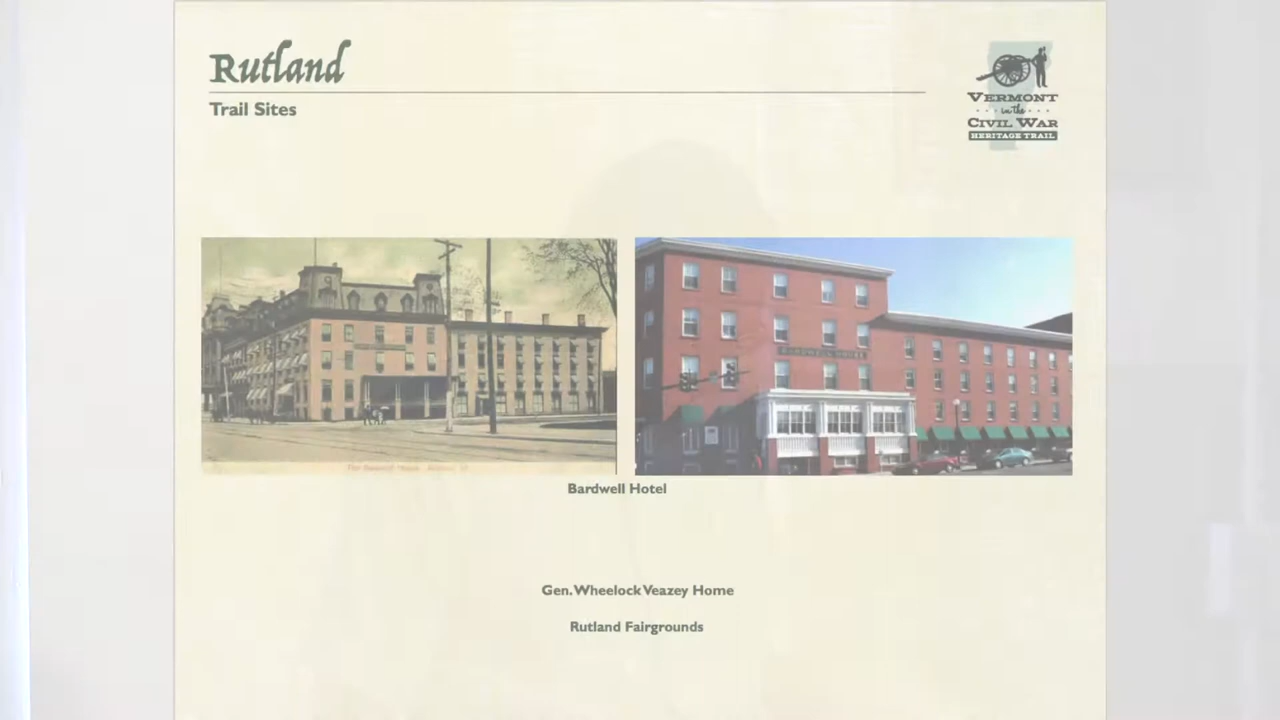 Rutland
Trail Sites
VERMONT
in the
CIVIL WAR
HERITAGE TRAIL
BARDWELL HOUSE
Bardwell Hotel
Gen. Wheelock Veazey Home
Rutland Fairgrounds